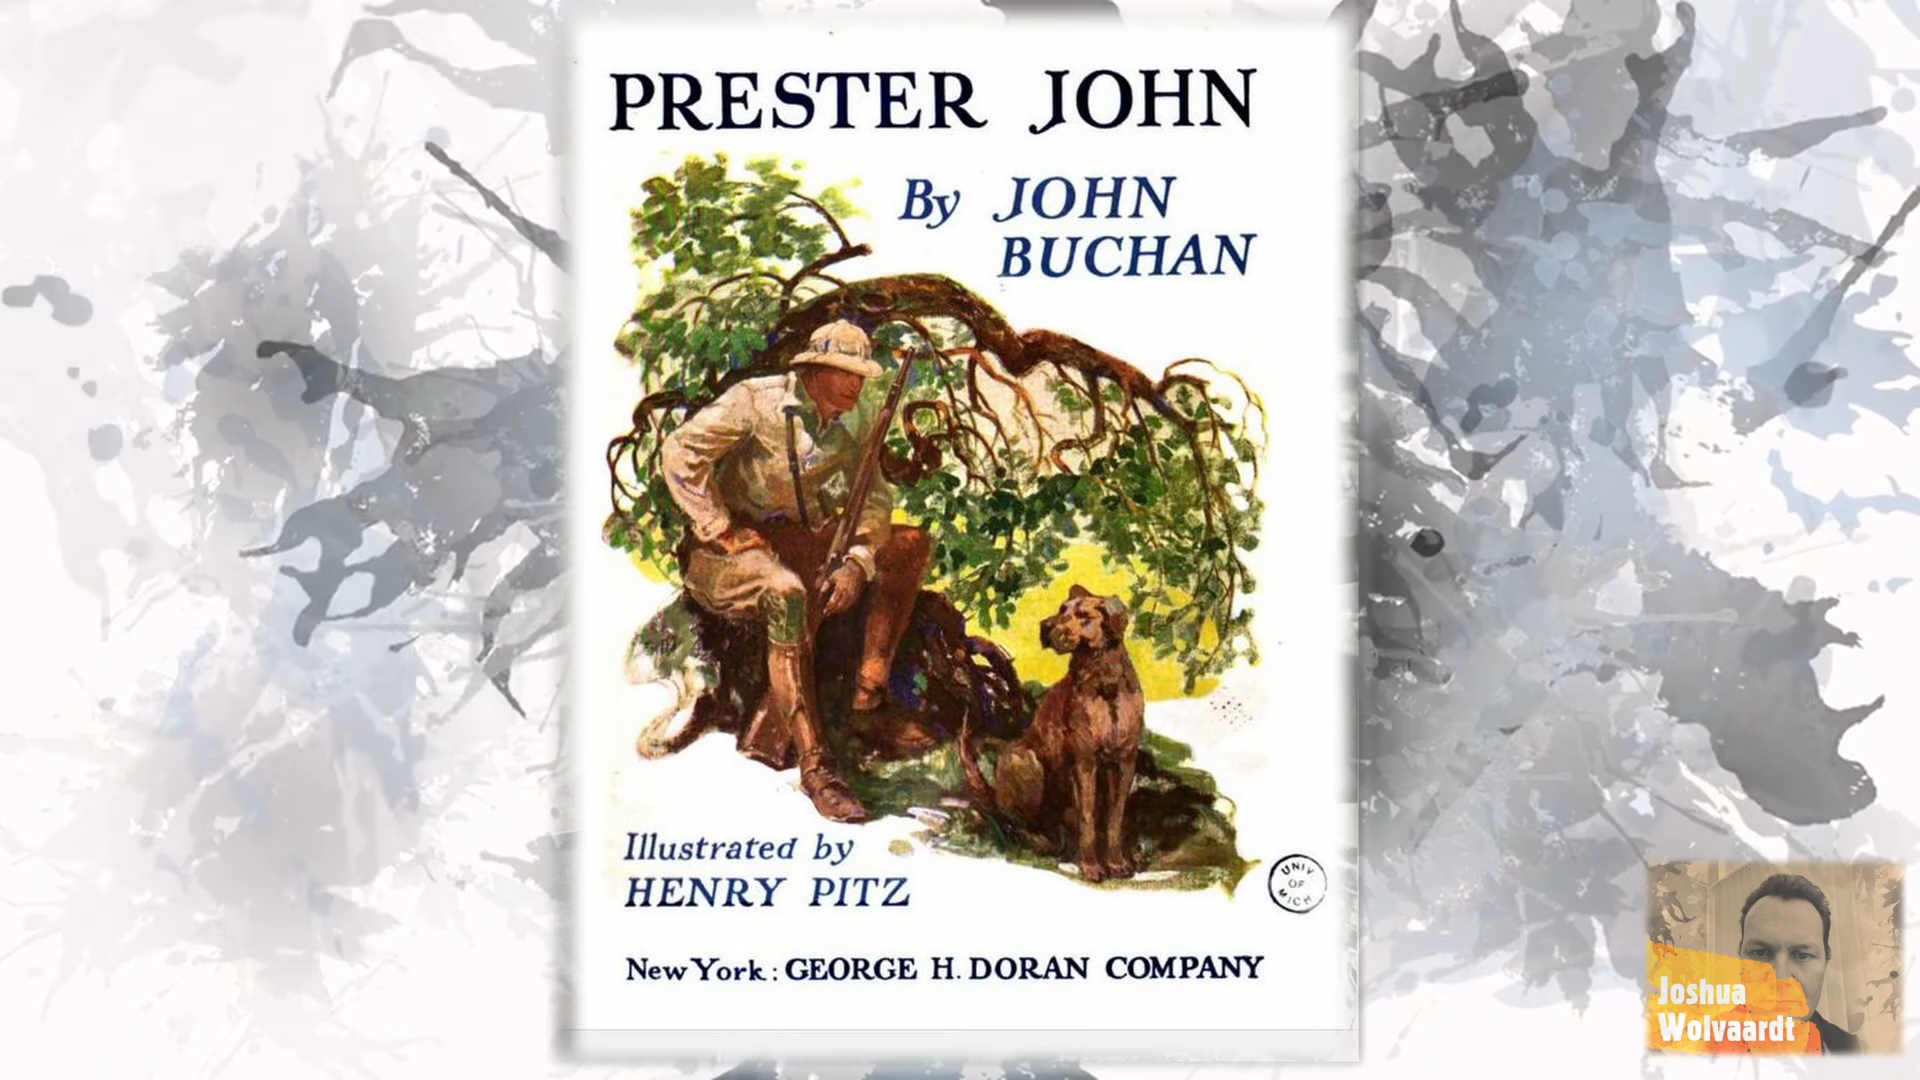 PRESTER JOHN
By JOHN
BUCHAN
Illustrated by
HENRY PITZ
UNIV
OF
MICH
New York: GEORGE H. DORAN COMPANY
Joshua
Wolvaardt